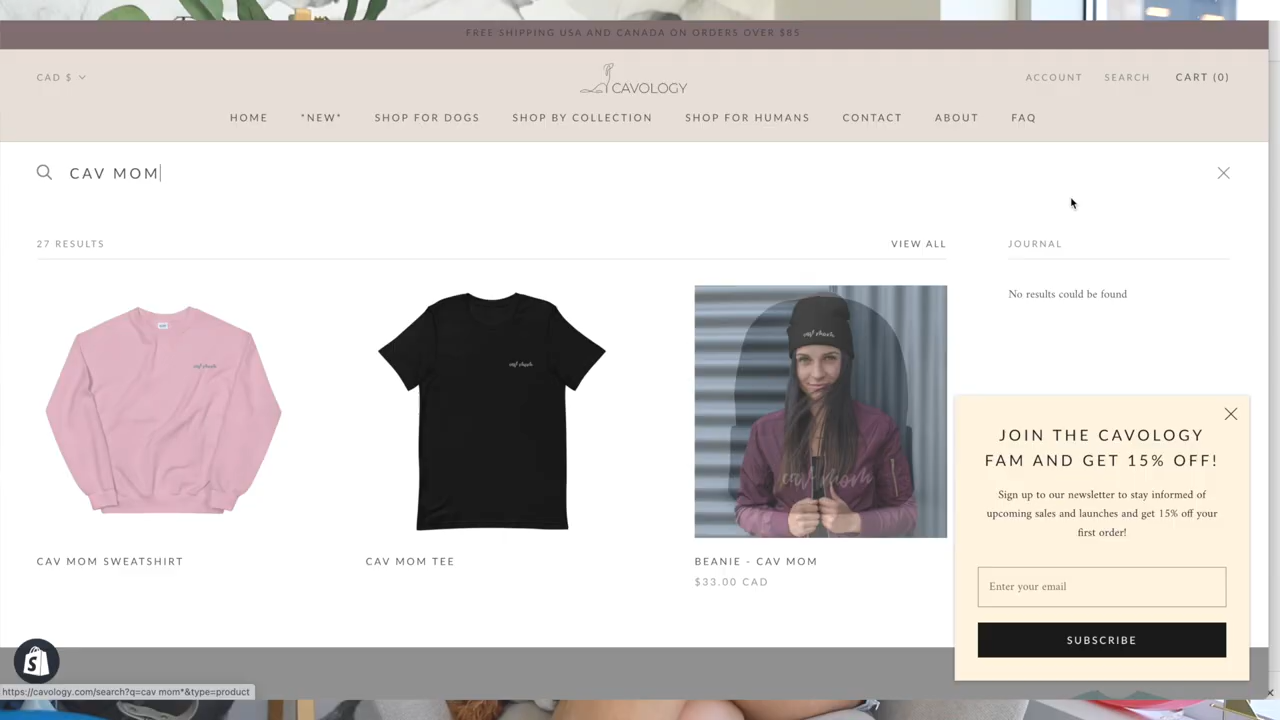 FREE SHIPPING USA AND CANADA ON ORDERS OVER $85
CAD $
CAVOLOGY
ACCOUNT
SEARCH
CART (0)
HOME
*NEW*
SHOP FOR DOGS
SHOP BY COLLECTION
SHOP FOR HUMANS
CONTACT
ABOUT
FAQ
CAV MOM
27 RESULTS
VIEW ALL
JOURNAL
No results could be found
cav mom
CAV MOM SWEATSHIRT
CAV MOM TEE
BEANIE - CAV MOM
$33.00 CAD
JOIN THE CAVOLOGY
FAM AND GET 15% OFF!
Sign up to our newsletter to stay informed of
upcoming sales and launches and get 15% off your
first order!
Enter your email
SUBSCRIBE
https://cavology.com/search?q=cav mom*&type=product